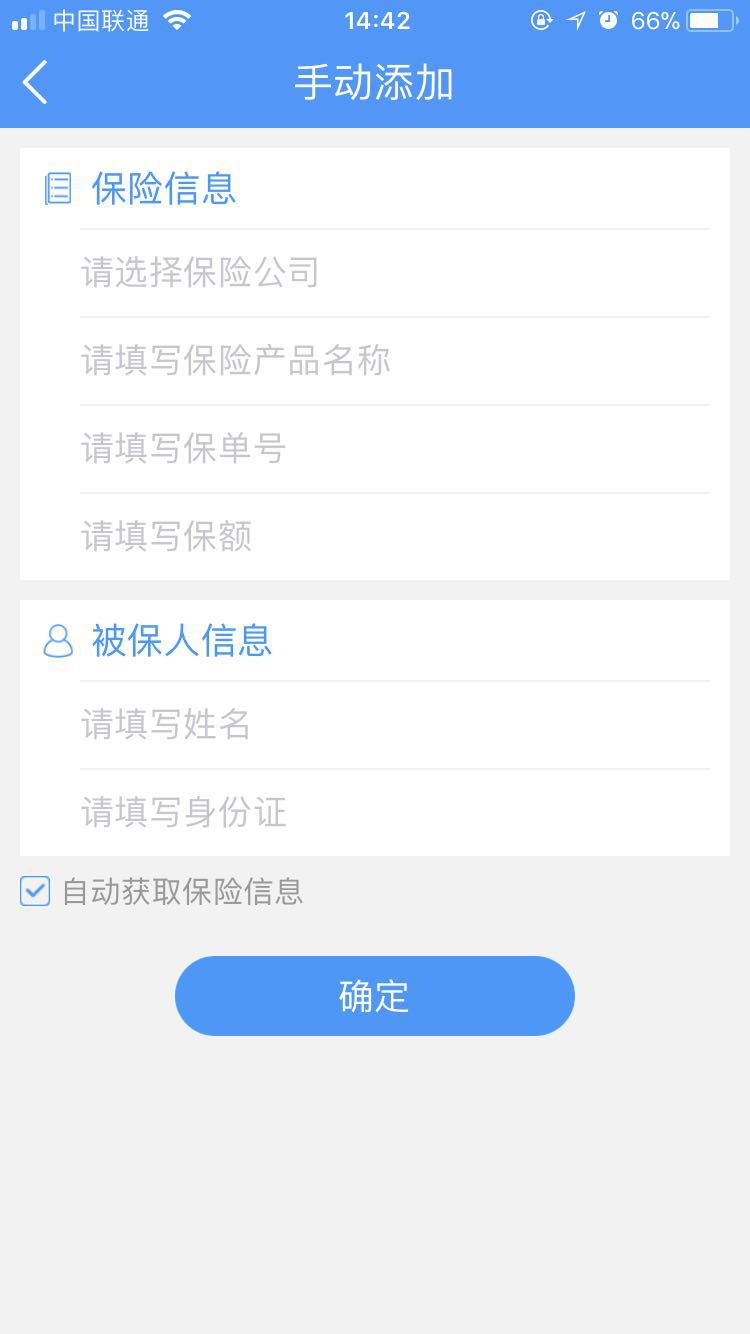 中国联通 14:42 66%
手动添加
保险信息
请选择保险公司
请填写保险产品名称
请填写保单号
请填写保额
被保人信息
请填写姓名
请填写身份证
自动获取保险信息
确定